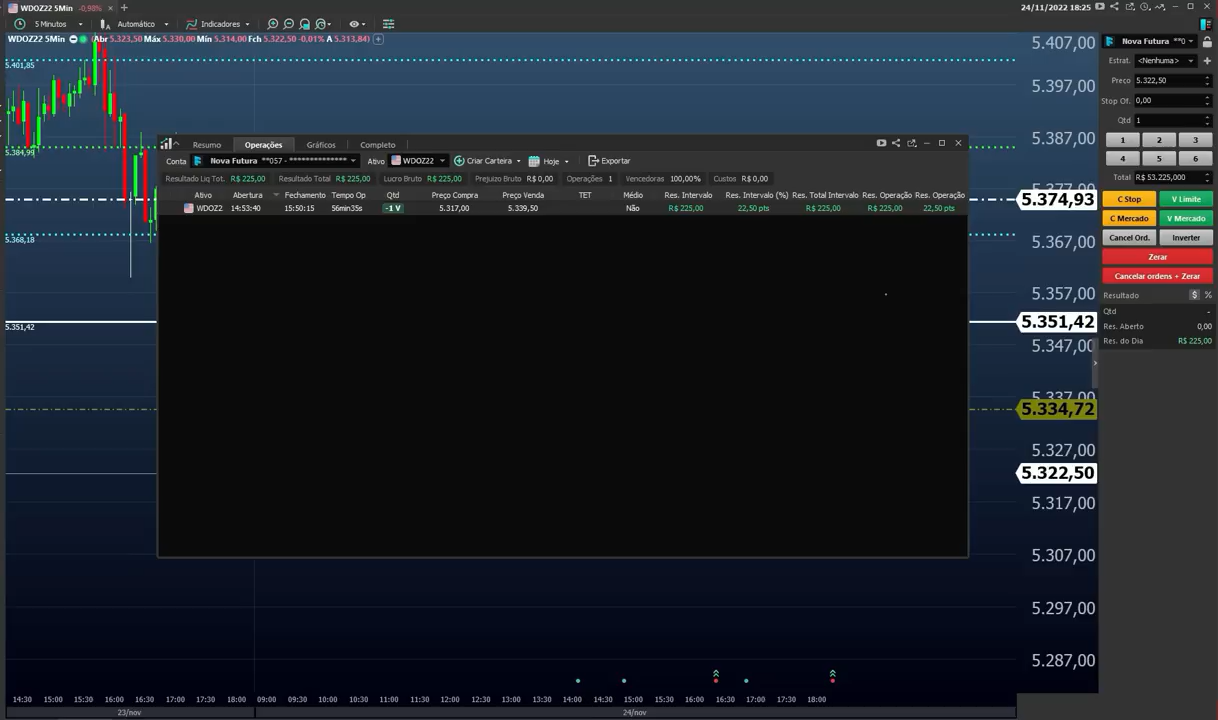 WDOZ22 5Min -0,98% × +
24/11/2022 18:25
5 Minutos Automático Indicadores
WDOZ22 5Min Abr 5.323,50 Máx 5.330,00 Mín 5.314,00 Fch 5.322,50 -0,01% A 5.313,84)
5.401,85
5.384,99
5.368,18
5.351,42
Resumo Operações Gráficos Completo
Conta Nova Futura **057 - *************** Ativo WDOZ22 Criar Carteira Hoje Exportar
Resultado Líq Tot. R$ 225,00 Resultado Total R$ 225,00 Lucro Bruto R$ 225,00 Prejuízo Bruto R$ 0,00 Operações 1 Vencedoras 100,00% Custos R$ 0,00
Ativo Abertura Fechamento Tempo Op Qtd Preço Compra Preço Venda TET Médio Res. Intervalo Res. Intervalo (%) Res. Total Intervalo Res. Operação Res. Operação
WDOZ2 14:53:40 15:50:15 56min35s -1 V 5.317,00 5.339,50 Não R$ 225,00 22,50 pts R$ 225,00 R$ 225,00 22,50 pts
5.407,00
5.397,00
5.387,00
5.377,00
5.374,93
5.367,00
5.357,00
5.351,42
5.347,00
5.337,00
5.334,72
5.327,00
5.322,50
5.317,00
5.307,00
5.297,00
5.287,00
Nova Futura **0
Estrat. <Nenhuma>
Preço 5.322,50
Stop Of. 0,00
Qtd 1
1 2 3
4 5 6
Total R$ 53.225,000
C Stop V Limite
C Mercado V Mercado
Cancel Ord. Inverter
Zerar
Cancelar ordens + Zerar
Resultado $ %
Qtd -
Res. Aberto 0,00
Res. do Dia R$ 225,00
14:30 15:00 15:30 16:00 16:30 17:00 17:30 18:00 09:00 09:30 10:00 10:30 11:00 11:30 12:00 12:30 13:00 13:30 14:00 14:30 15:00 15:30 16:00 16:30 17:00 17:30 18:00
23/nov 24/nov